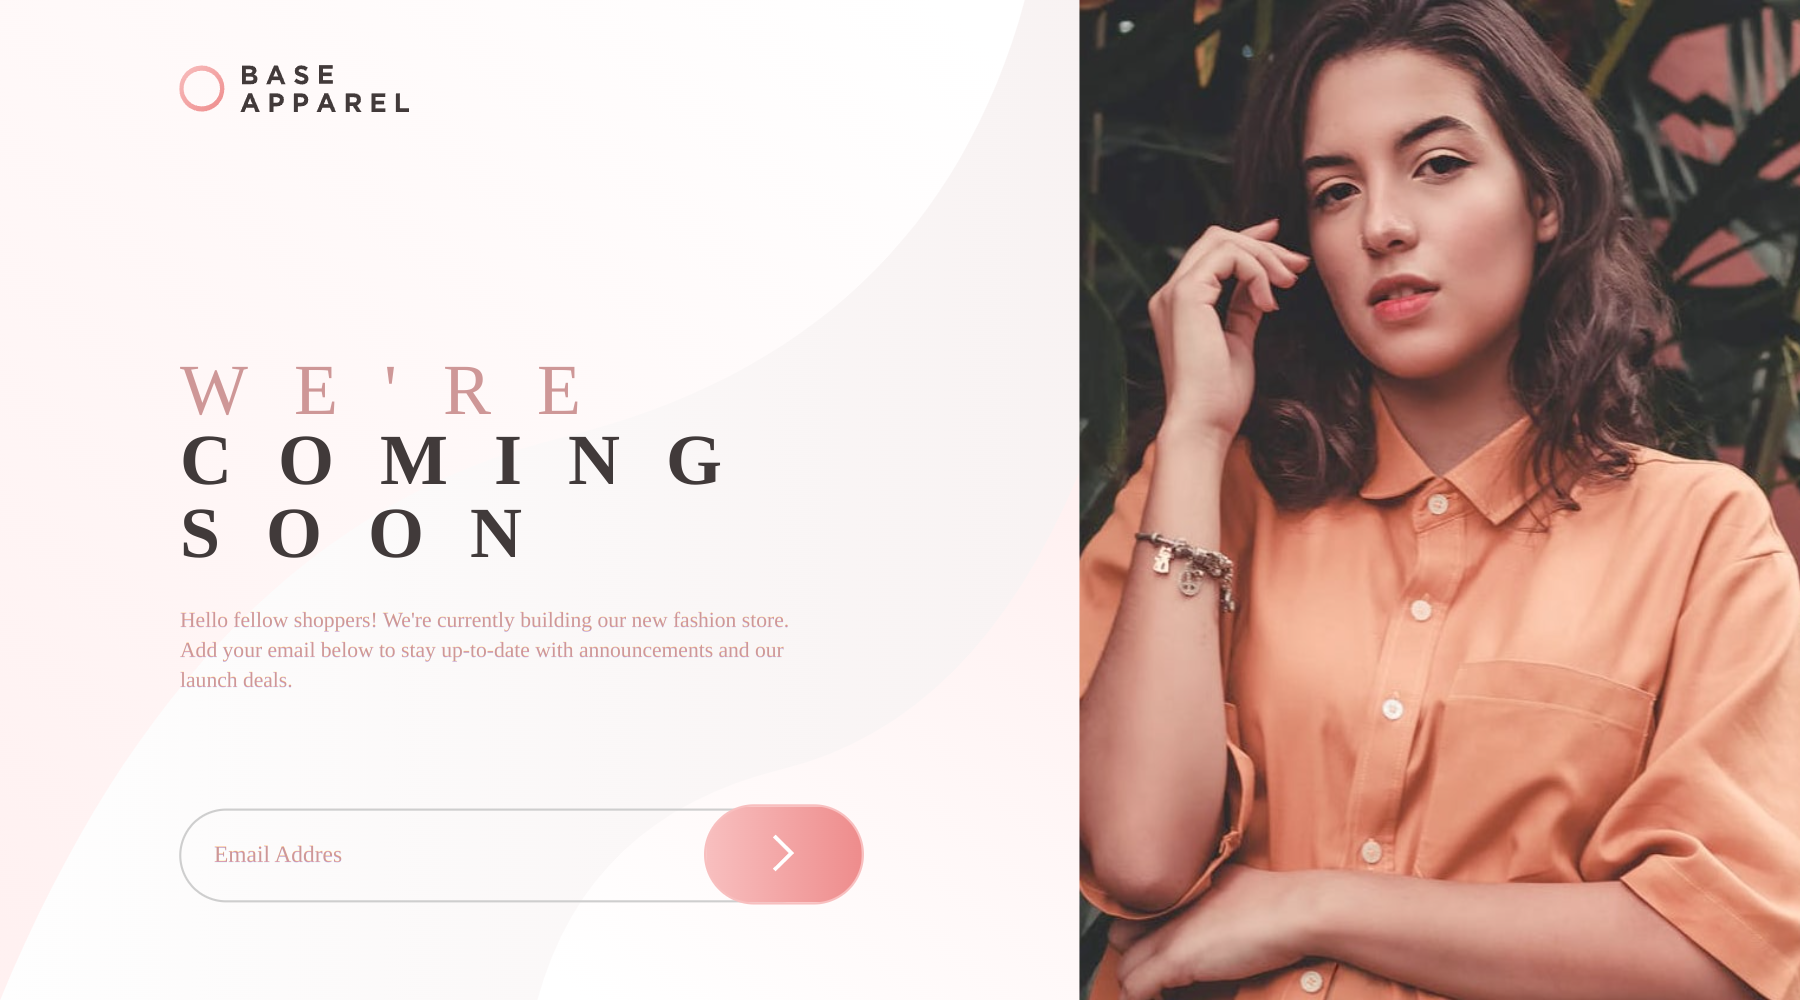 BASE
APPAREL
WE'RE
COMING
SOON
Hello fellow shoppers! We're currently building our new fashion store.
Add your email below to stay up-to-date with announcements and our
launch deals.
Email Addres